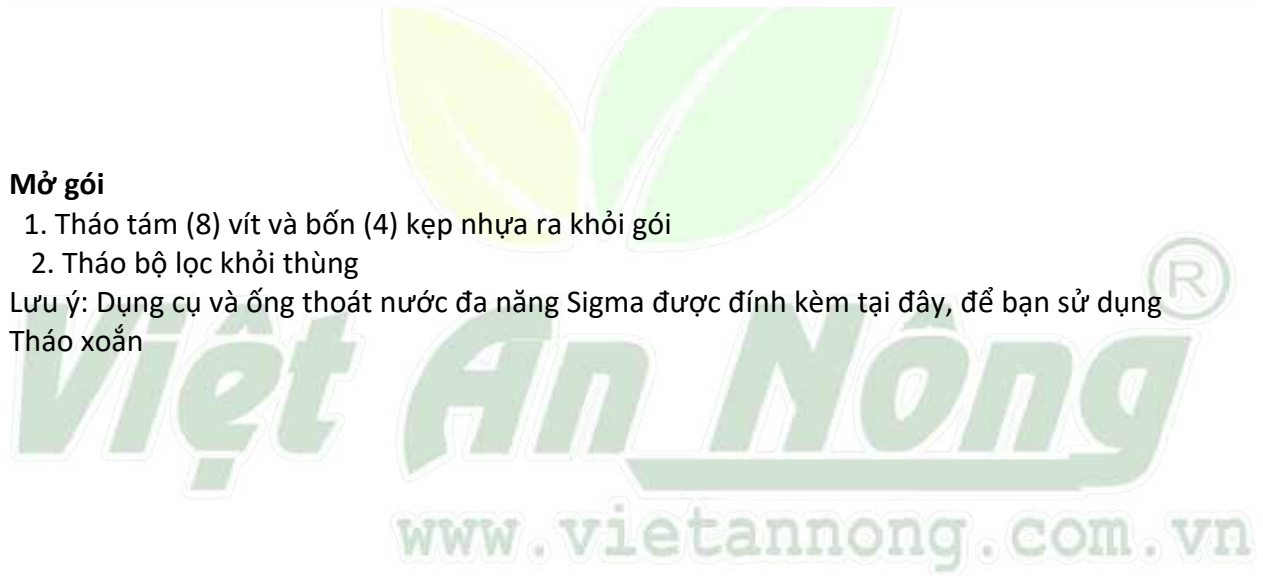 Mở gói
1. Tháo tám (8) vít và bốn (4) kẹp nhựa ra khỏi gói
2. Tháo bộ lọc khỏi thùng
Lưu ý: Dụng cụ và ống thoát nước đa năng Sigma được đính kèm tại đây, để bạn sử dụng
Tháo xoắn
Việt An Nông ®
www.vietannong.com.vn